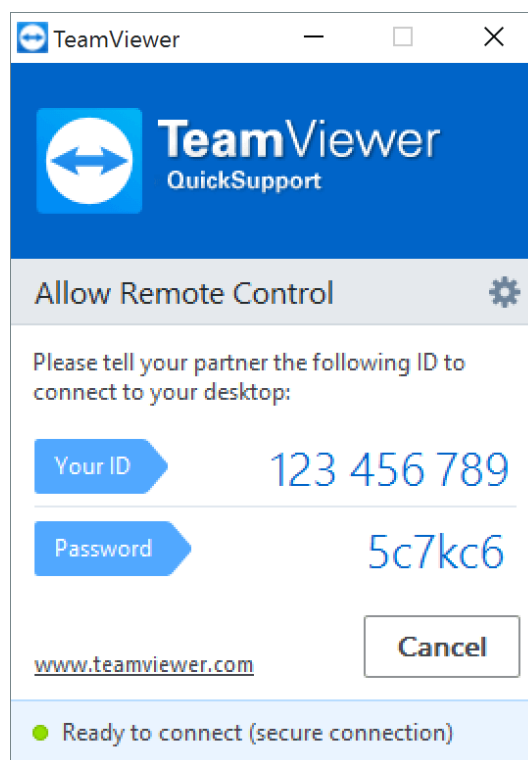 TeamViewer
TeamViewer
QuickSupport
Allow Remote Control
Please tell your partner the following ID to
connect to your desktop:
Your ID 123 456 789
Password 5c7kc6
Cancel
www.teamviewer.com
Ready to connect (secure connection)